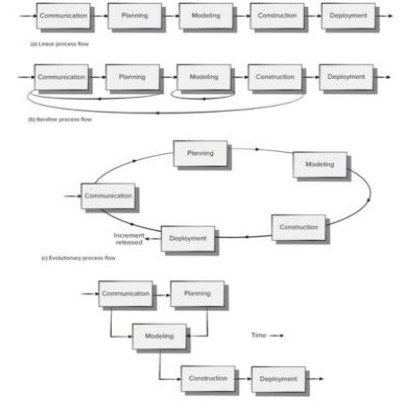 Communication Planning Modeling Construction Deployment
(a) Linear process flow
Communication Planning Modeling Construction Deployment
(b) Iterative process flow
Planning
Modeling
Communication
Construction
Increment
released
Deployment
(c) Evolutionary process flow
Communication Planning
Modeling
Time
Construction Deployment